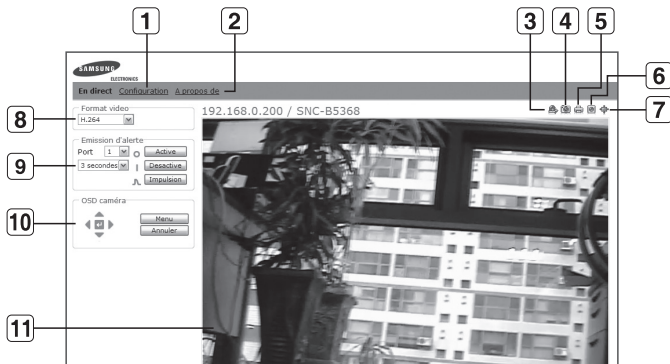 1
2
3
4
5
6
7
8
9
10
11
SAMSUNG
ELECTRONICS
En direct Configuration A propos de
Format video
H.264
192.168.0.200 / SNC-B5368
Emission d'alerte
Port 1 Active
3 secondes Desactive
Impulsion
OSD caméra
Menu
Annuler